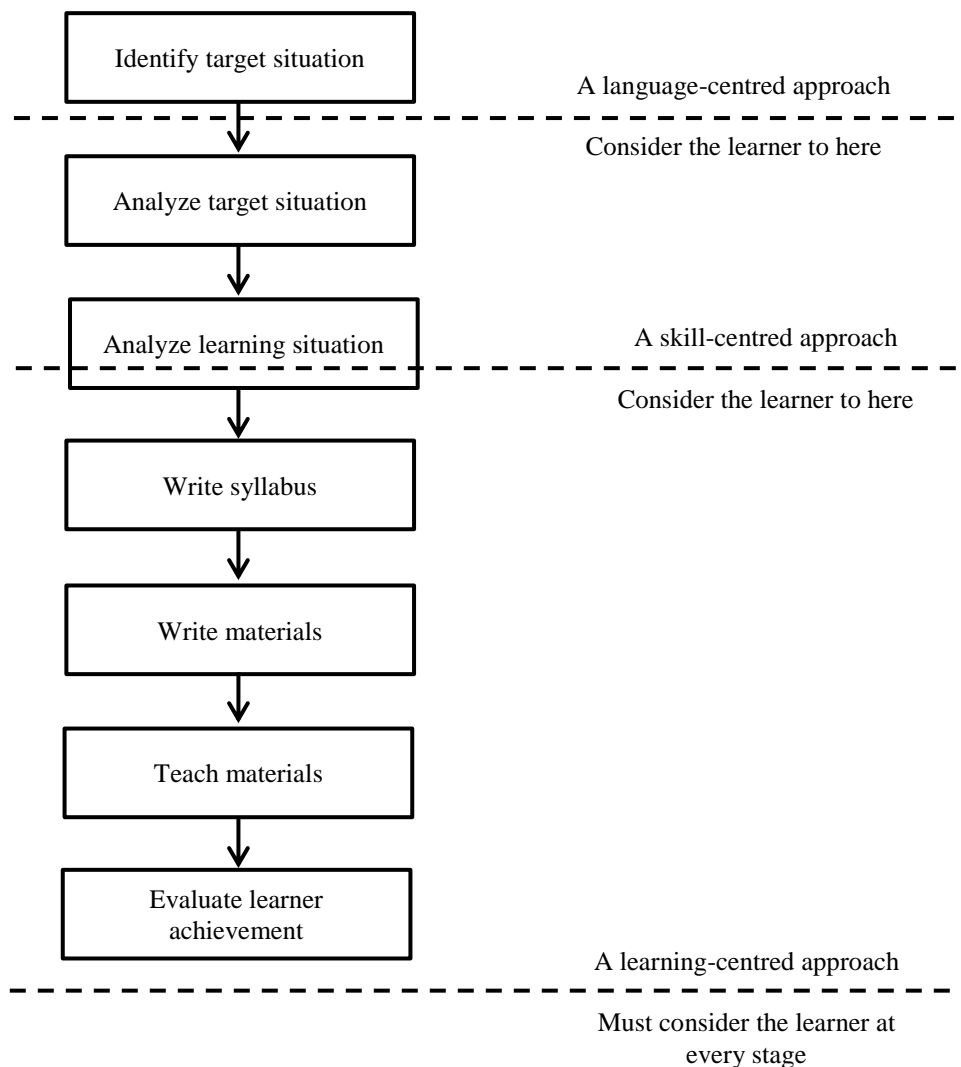 Identify target situation
A language-centred approach
Consider the learner to here
Analyze target situation
Analyze learning situation
A skill-centred approach
Consider the learner to here
Write syllabus
Write materials
Teach materials
Evaluate learner
achievement
A learning-centred approach
Must consider the learner at
every stage